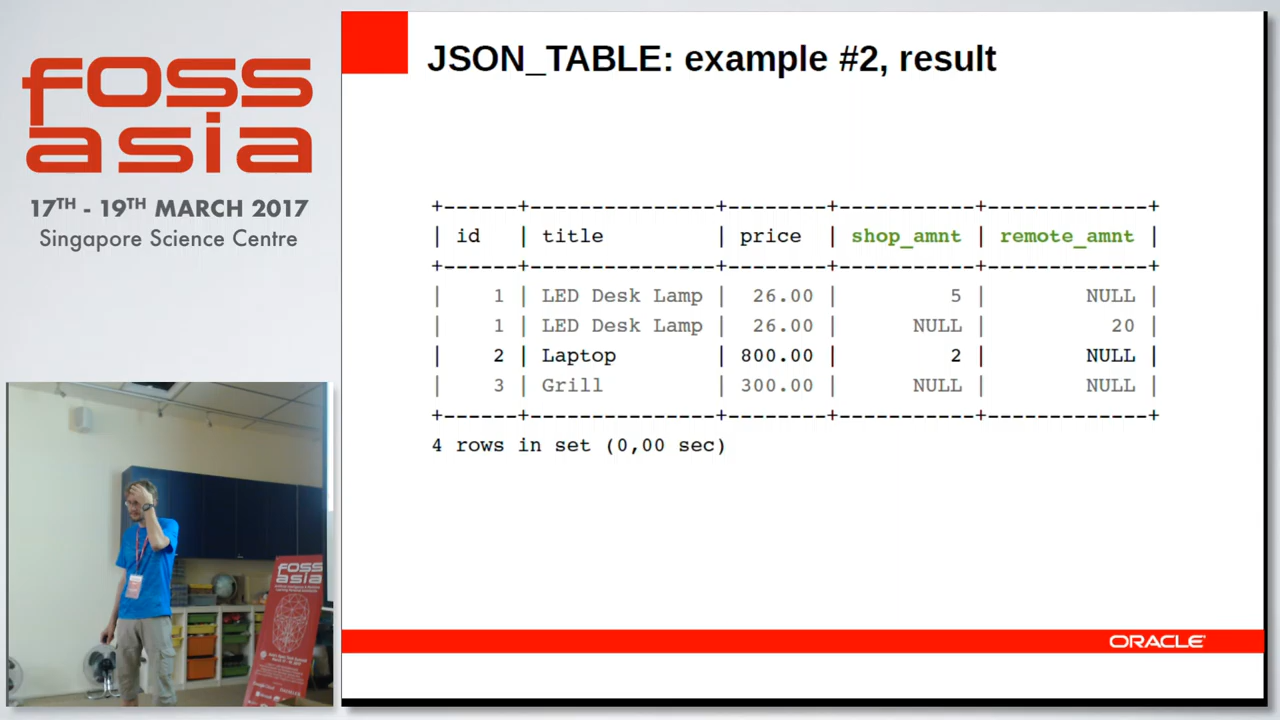 foss
asia
17TH - 19TH MARCH 2017
Singapore Science Centre
JSON_TABLE: example #2, result
+------+---------------+--------+-----------+-------------+
| id | title | price | shop_amnt | remote_amnt |
+------+---------------+--------+-----------+-------------+
| 1 | LED Desk Lamp | 26.00 | 5 | NULL |
| 1 | LED Desk Lamp | 26.00 | NULL | 20 |
| 2 | Laptop | 800.00 | 2 | NULL |
| 3 | Grill | 300.00 | NULL | NULL |
+------+---------------+--------+-----------+-------------+
4 rows in set (0,00 sec)
ORACLE
foss
asia